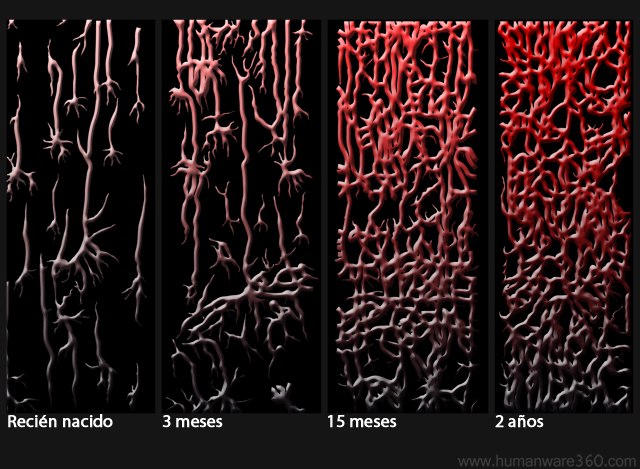 Recién nacido
3 meses
15 meses
2 años
www.humanware360.com